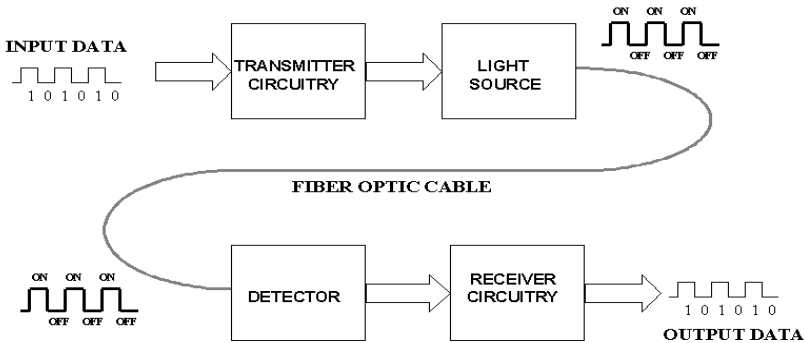 ON ON ON
OFF OFF OFF
INPUT DATA
1 0 1 0 1 0
TRANSMITTER
CIRCUITRY
LIGHT
SOURCE
FIBER OPTIC CABLE
ON ON ON
OFF OFF OFF
DETECTOR
RECEIVER
CIRCUITRY
1 0 1 0 1 0
OUTPUT DATA